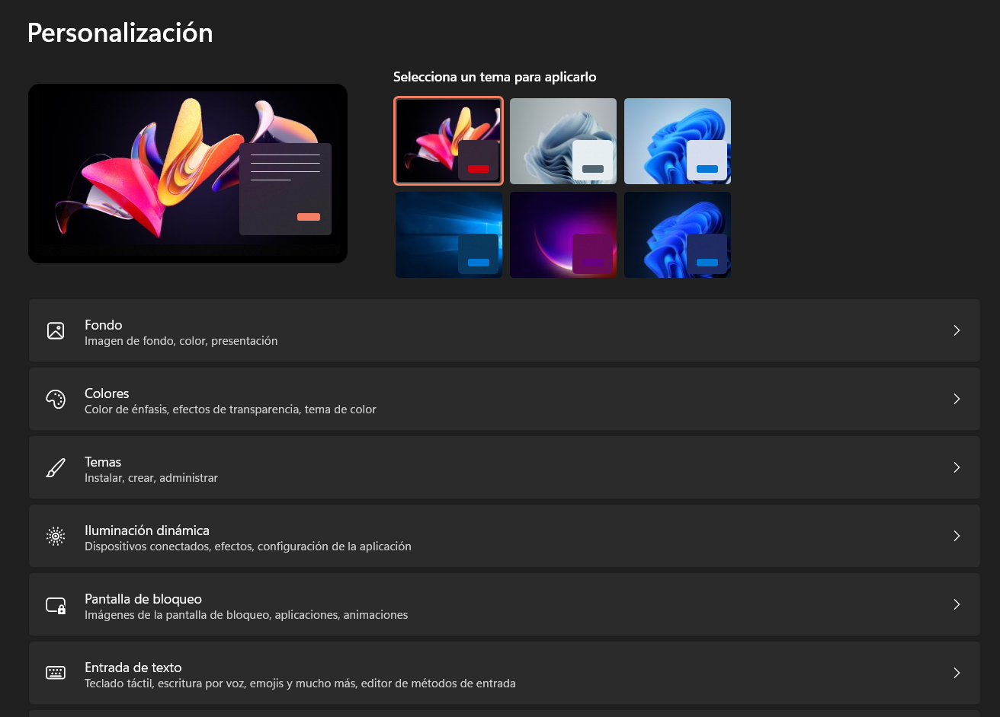 Personalización
Selecciona un tema para aplicarlo
Fondo
Imagen de fondo, color, presentación
Colores
Color de énfasis, efectos de transparencia, tema de color
Temas
Instalar, crear, administrar
Iluminación dinámica
Dispositivos conectados, efectos, configuración de la aplicación
Pantalla de bloqueo
Imágenes de la pantalla de bloqueo, aplicaciones, animaciones
Entrada de texto
Teclado táctil, escritura por voz, emojis y mucho más, editor de métodos de entrada